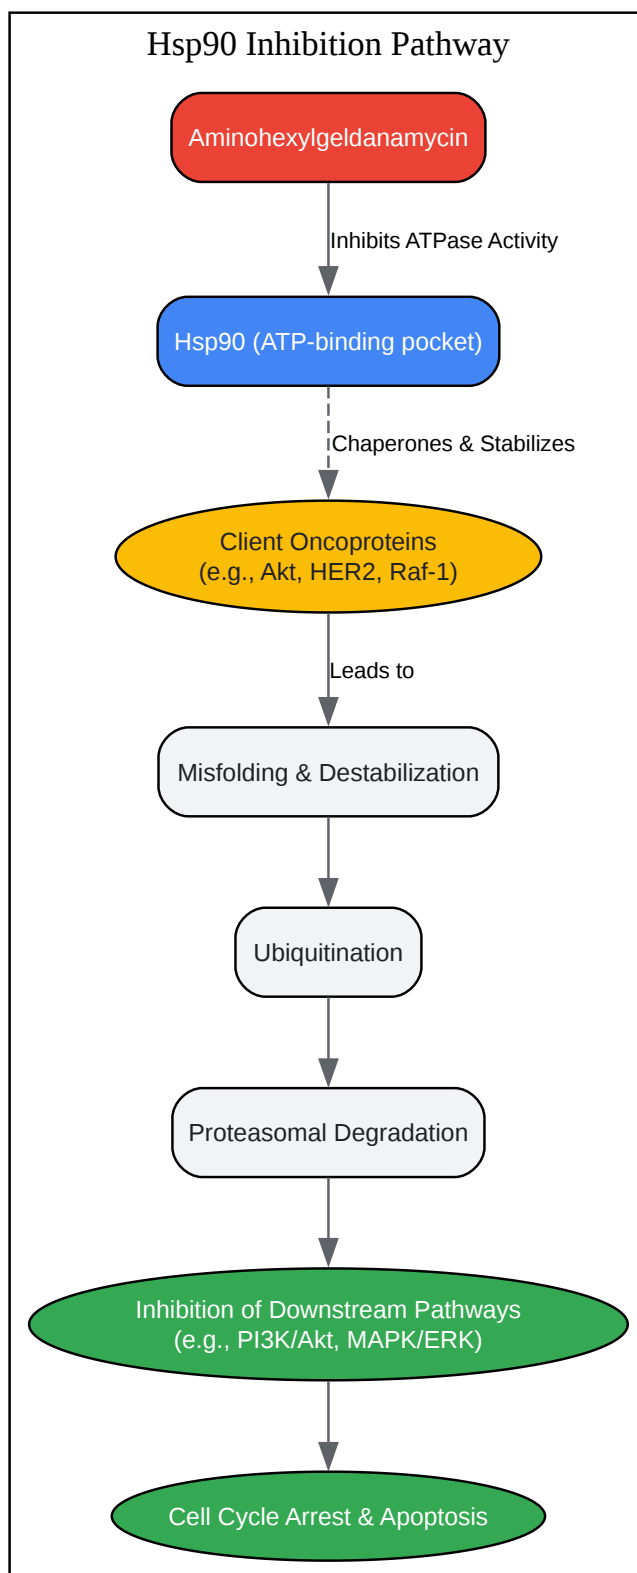 Hsp90 Inhibition Pathway
Aminohexylgeldanamycin
Inhibits ATPase Activity
Hsp90 (ATP-binding pocket)
Chaperones & Stabilizes
Client Oncoproteins
(e.g., Akt, HER2, Raf-1)
Leads to
Misfolding & Destabilization
Ubiquitination
Proteasomal Degradation
Inhibition of Downstream Pathways
(e.g., PI3K/Akt, MAPK/ERK)
Cell Cycle Arrest & Apoptosis